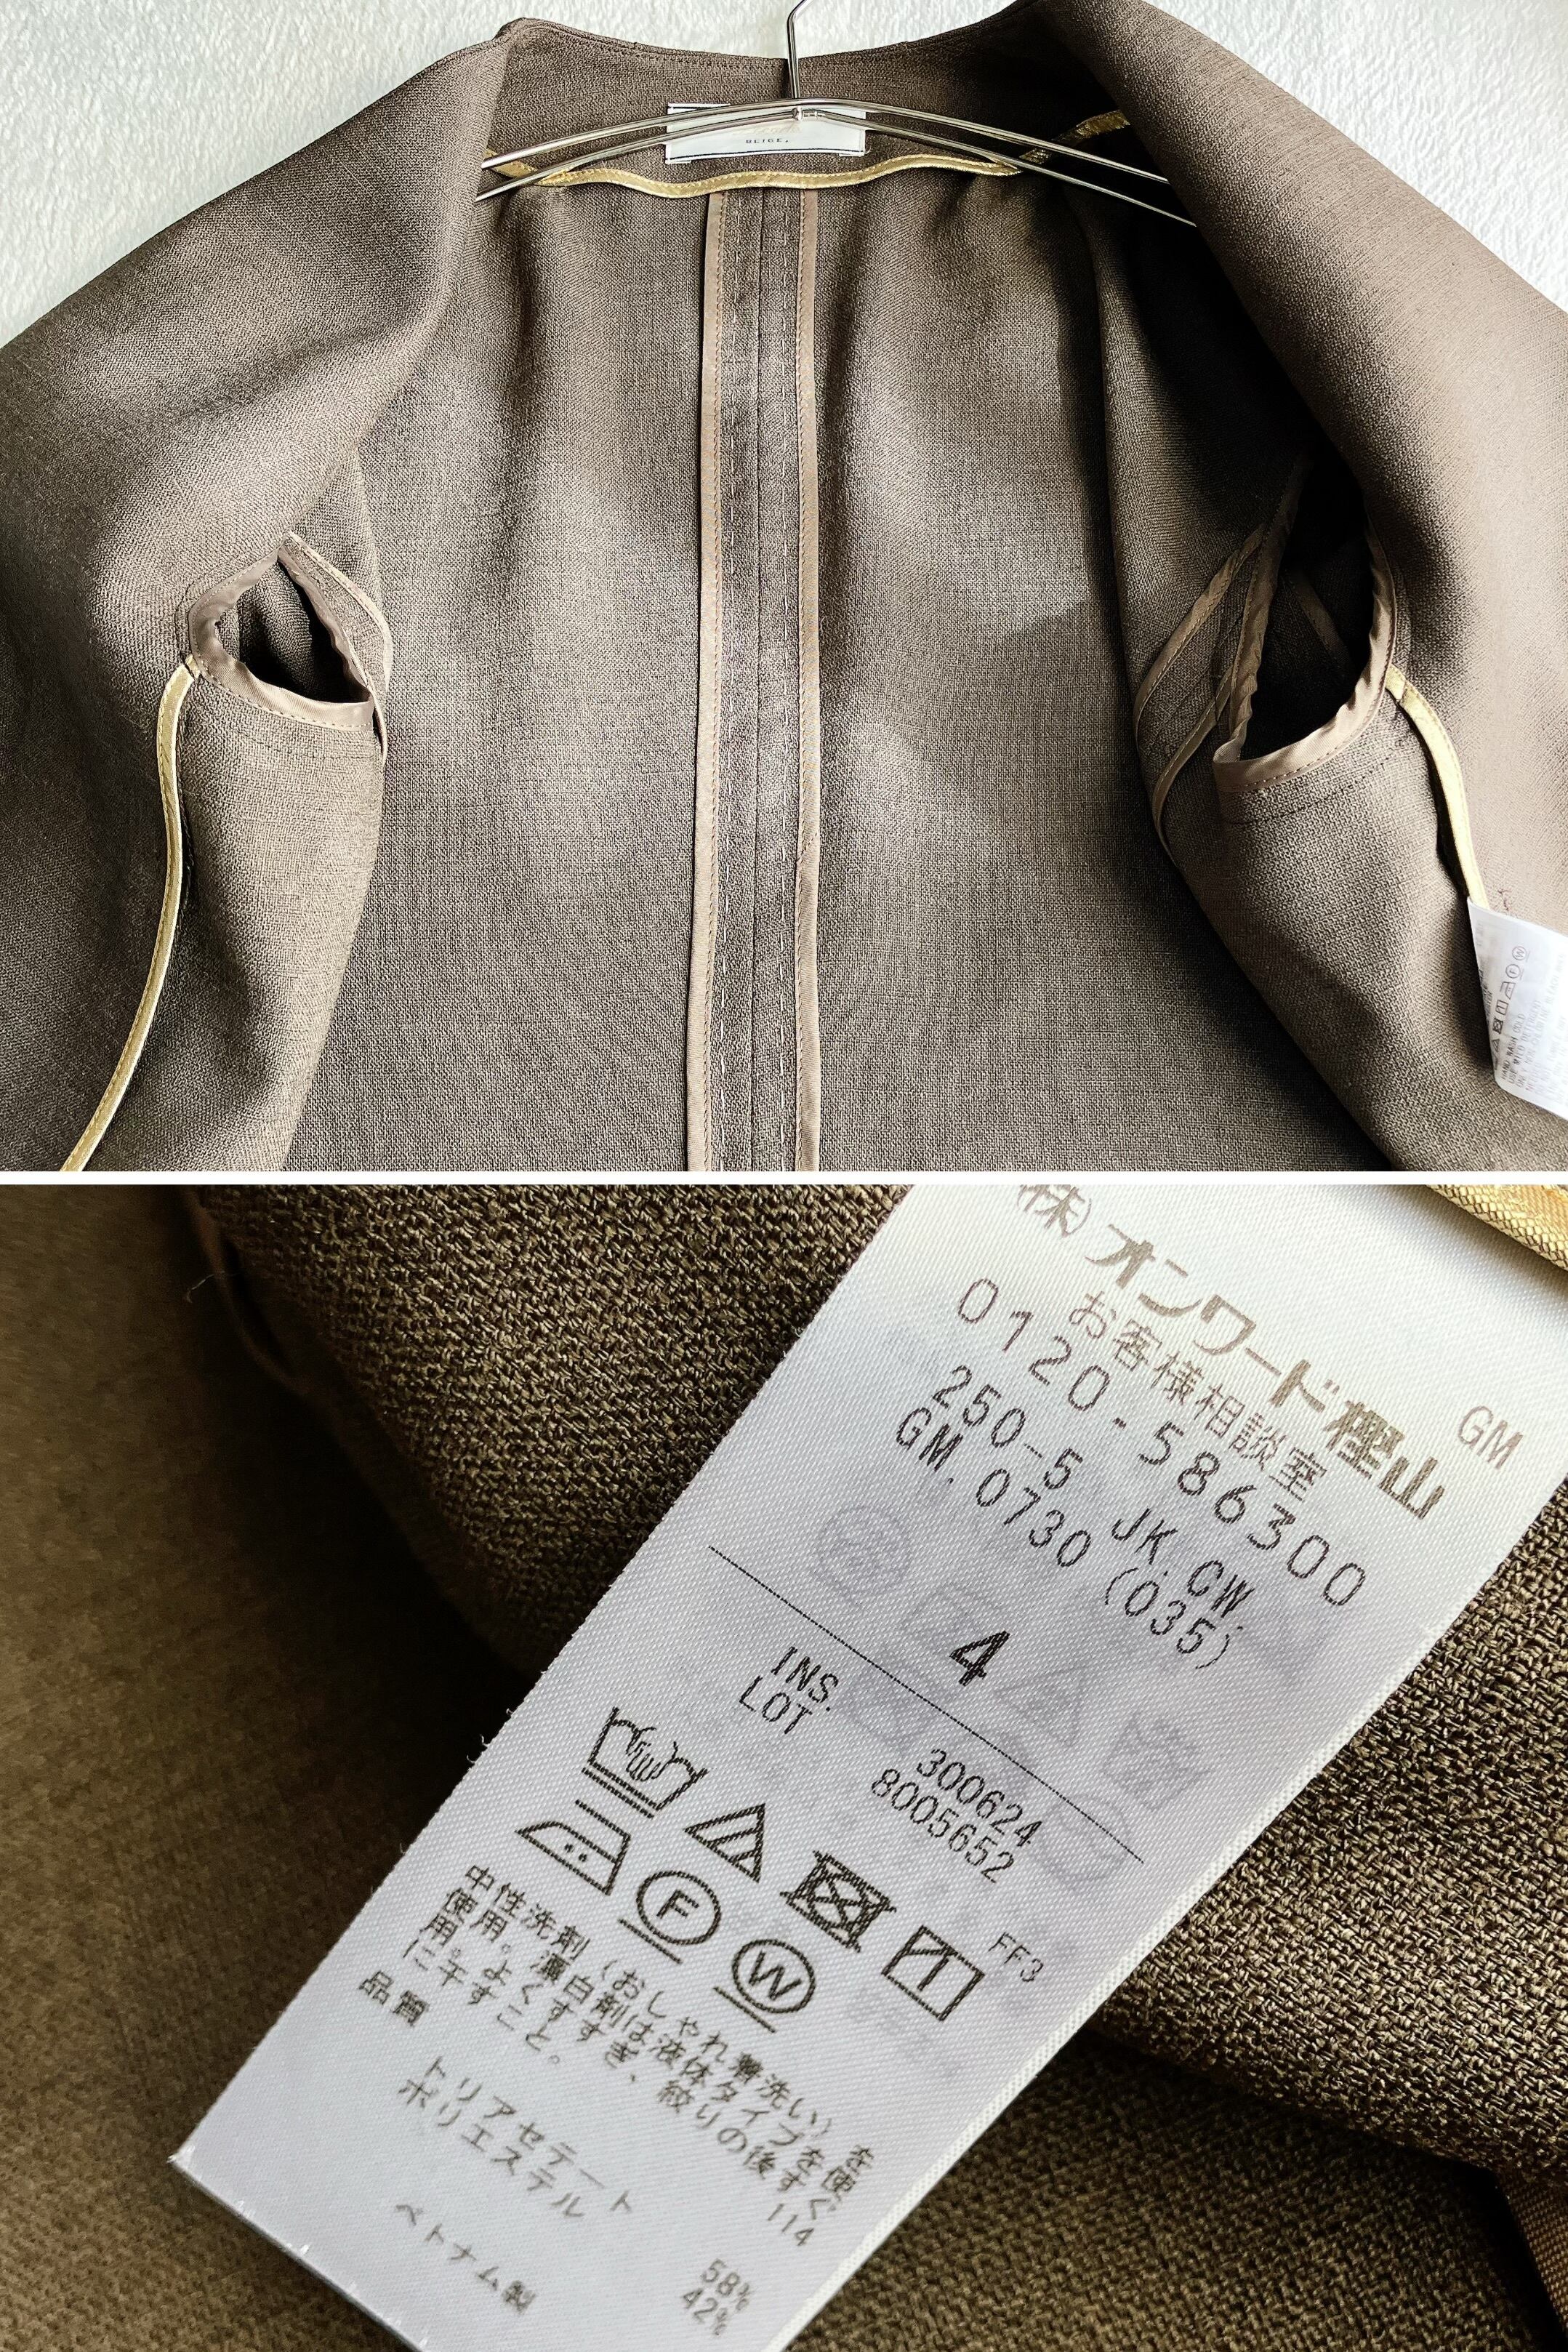 BEIGE,
(株)オンワード樫山
GM
お客様相談室
0120-586300
250_5 JK.CW.
GM.0730 (035)
4
INS. 300624
LOT 8005652
F
W
FF3
中性洗剤(おしゃれ着洗い)を
使用。漂白剤は液体タイプを使
用。よくすすぎ、絞りの後すぐ
に干すこと。 114
品質
トリアセテート 58%
ポリエステル 42%
ベトナム製